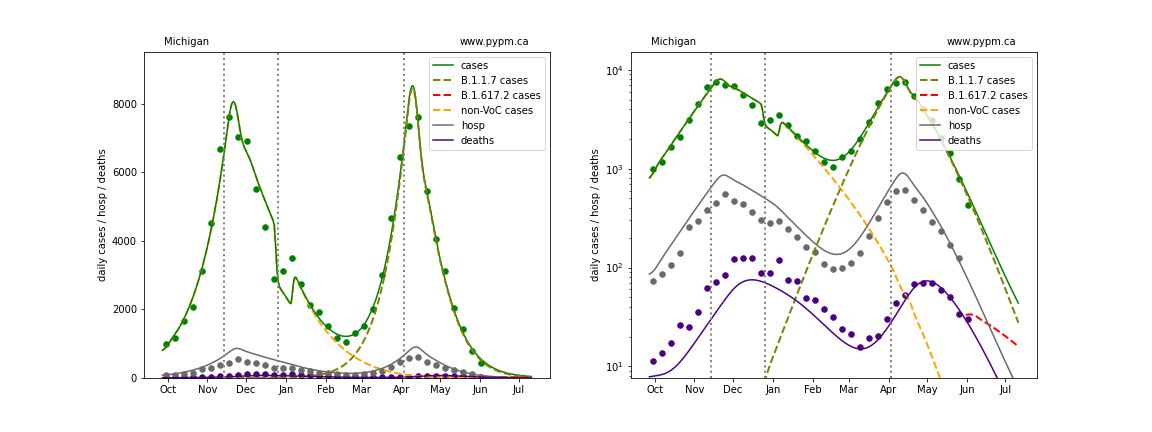 Michigan
www.pypm.ca
cases
B.1.1.7 cases
B.1.617.2 cases
non-VoC cases
hosp
deaths
8000
6000
4000
2000
0
daily cases / hosp / deaths
Oct Nov Dec Jan Feb Mar Apr May Jun Jul
Michigan
www.pypm.ca
cases
B.1.1.7 cases
B.1.617.2 cases
non-VoC cases
hosp
deaths
10⁴
10³
10²
10¹
daily cases / hosp / deaths
Oct Nov Dec Jan Feb Mar Apr May Jun Jul